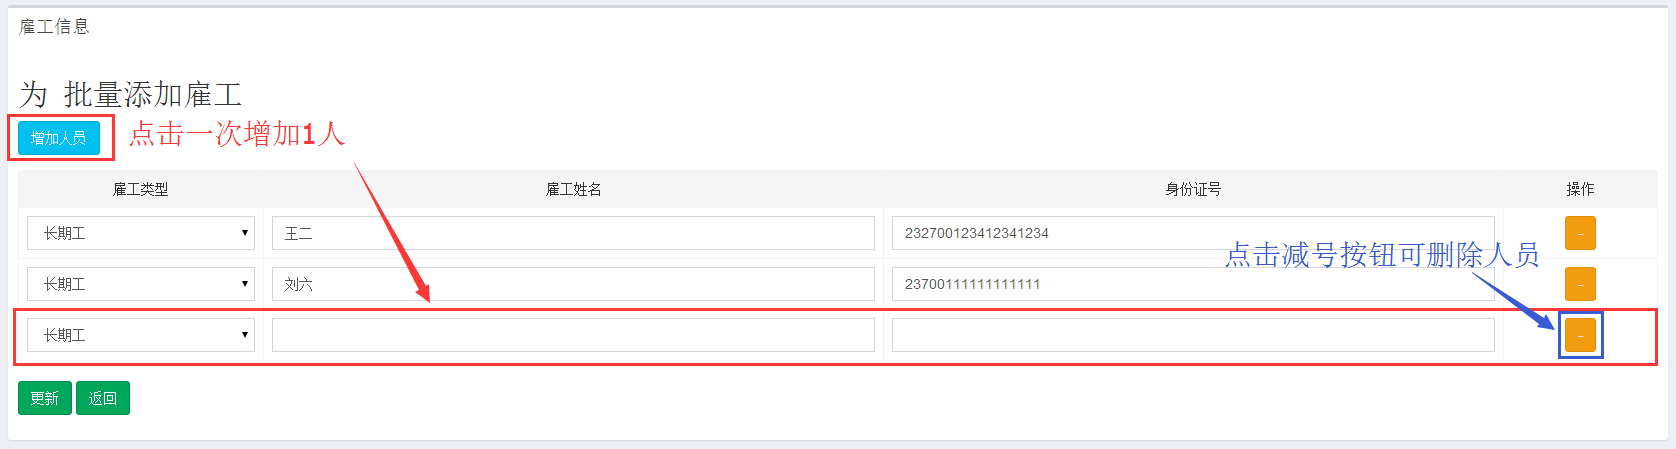 雇工信息
为 批量添加雇工
增加人员 点击一次增加1人
雇工类型 雇工姓名 身份证号 操作
长期工 王二 232700123412341234 -
点击减号按钮可删除人员
长期工 刘六 23700111111111111 -
长期工 -
更新 返回